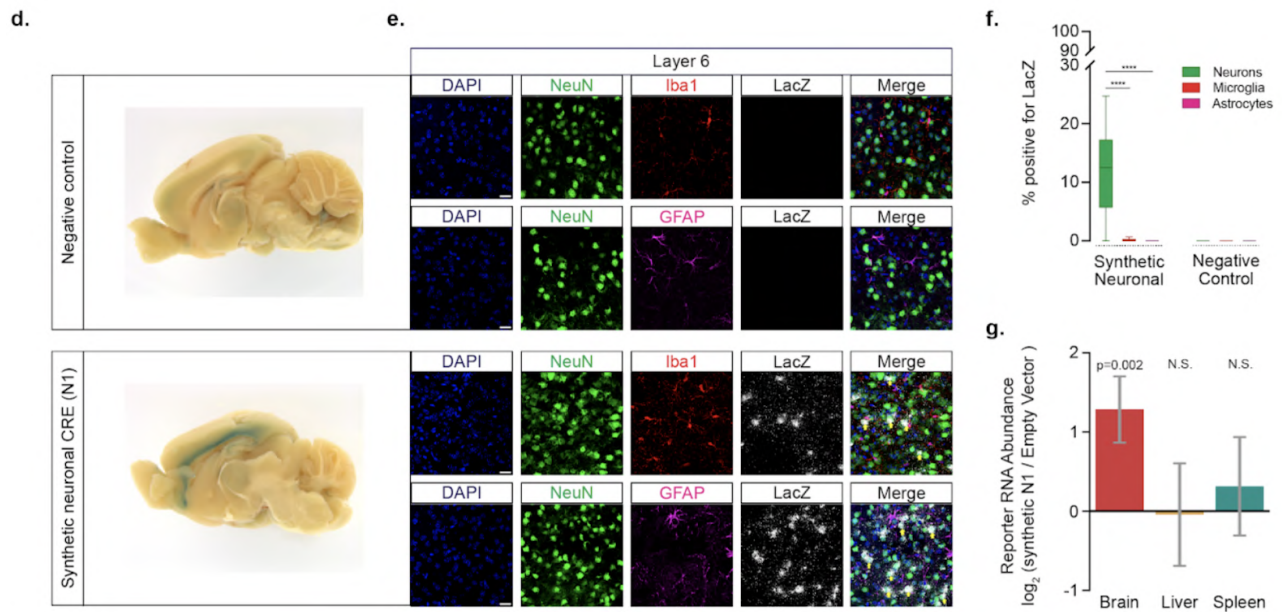 d.
Negative control
Synthetic neuronal CRE (N1)
e.
Layer 6
DAPI NeuN Iba1 LacZ Merge
DAPI NeuN GFAP LacZ Merge
DAPI NeuN Iba1 LacZ Merge
DAPI NeuN GFAP LacZ Merge
f.
% positive for LacZ
100
90
30
20
10
0
****
****
Neurons
Microglia
Astrocytes
Synthetic
Neuronal
Negative
Control
g.
Reporter RNA Abundance
log2 (synthetic N1 / Empty Vector)
2
1
0
-1
p=0.002 N.S. N.S.
Brain Liver Spleen